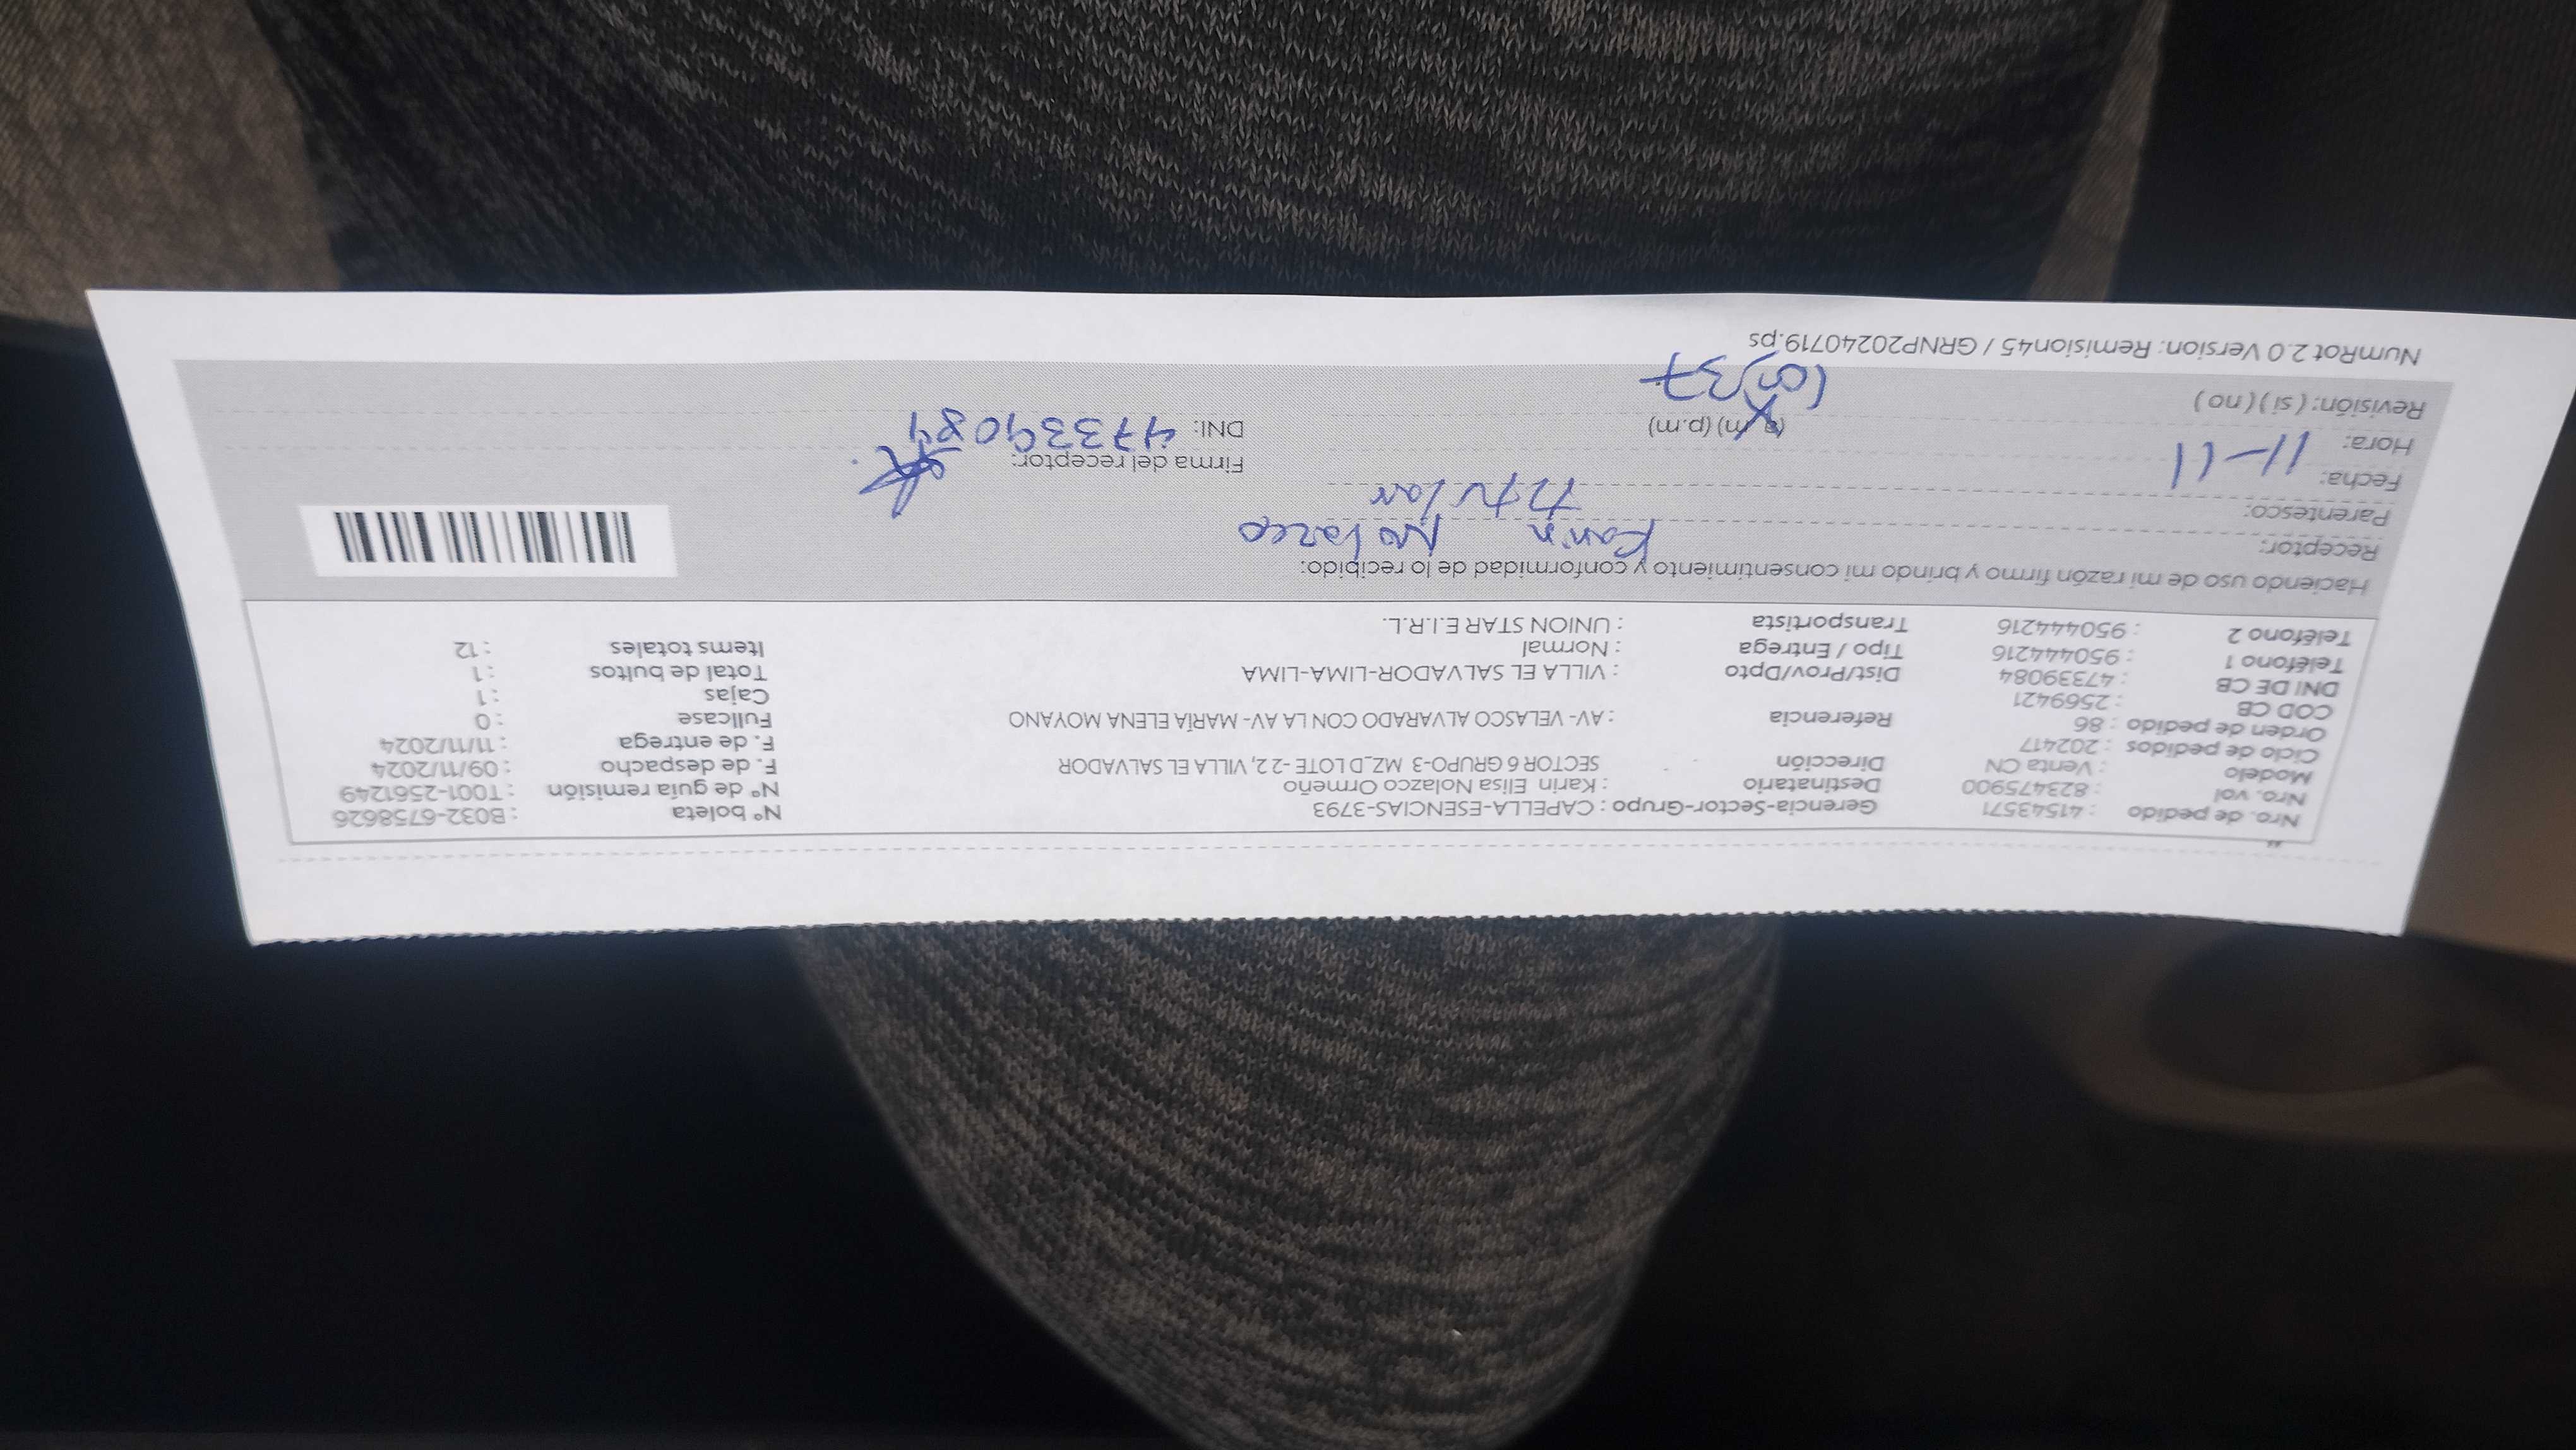 Nro. de pedido : 41543571 Gerencia-Sector-Grupo : CAPELLA-ESENCIAS-3793 N° boleta : B032-6758626
Nro. vol : 823475900 Destinatario : Karin Elisa Nolazco Ormeño N° de guía remisión : T001-2561249
Modelo : Venta CN Dirección SECTOR 6 GRUPO-3 MZ_D LOTE -22, VILLA EL SALVADOR F. de despacho : 09/11/2024
Ciclo de pedidos : 202417 F. de entrega : 11/11/2024
Orden de pedido : 86 Referencia : AV- VELASCO ALVARADO CON LA AV- MARÍA ELENA MOYANO Fullcase : 0
COD CB : 2569421 Cajas : 1
DNI DE CB : 47339084 Dist/Prov/Dpto : VILLA EL SALVADOR-LIMA-LIMA Total de bultos : 1
Teléfono 1 : 950444216 Tipo / Entrega : Normal Items totales : 12
Teléfono 2 : 950444216 Transportista : UNION STAR E.I.R.L.
Haciendo uso de mi razón firmo y brindo mi consentimiento y conformidad de lo recibido:
Receptor: Karin Nolazco
Parentesco: titular
Fecha: 11-11 Firma del receptor:
Hora: (a.m) (p.m) DNI: 47339084
Revisión: ( si ) ( no )
NumRot 2.0 Version: Remision45 / GRNP20240719.ps